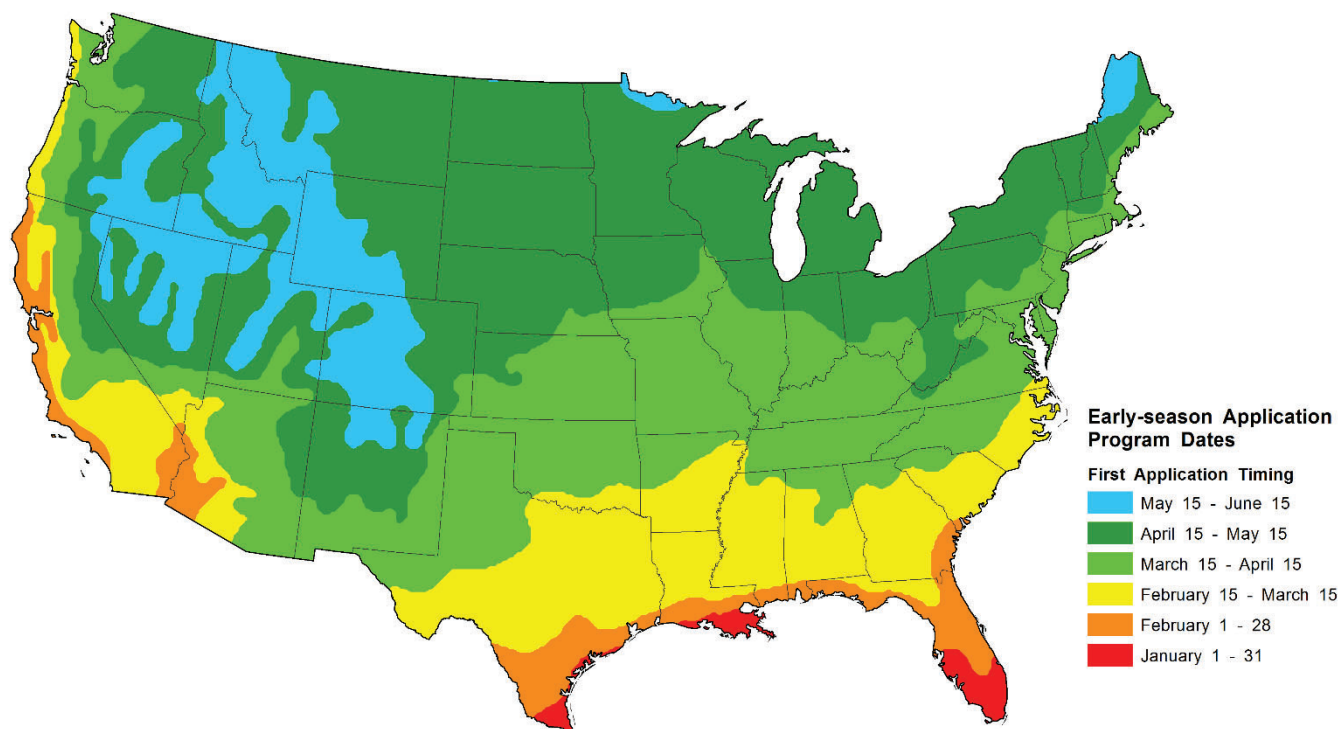 Early-season Application
Program Dates
First Application Timing
May 15 - June 15
April 15 - May 15
March 15 - April 15
February 15 - March 15
February 1 - 28
January 1 - 31